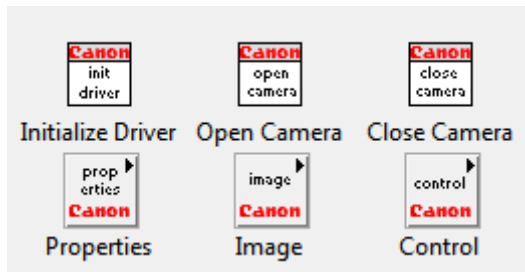 Canon
init
driver
Canon
open
camera
Canon
close
camera
Initialize Driver
Open Camera
Close Camera
prop
erties
Canon
image
Canon
control
Canon
Properties
Image
Control